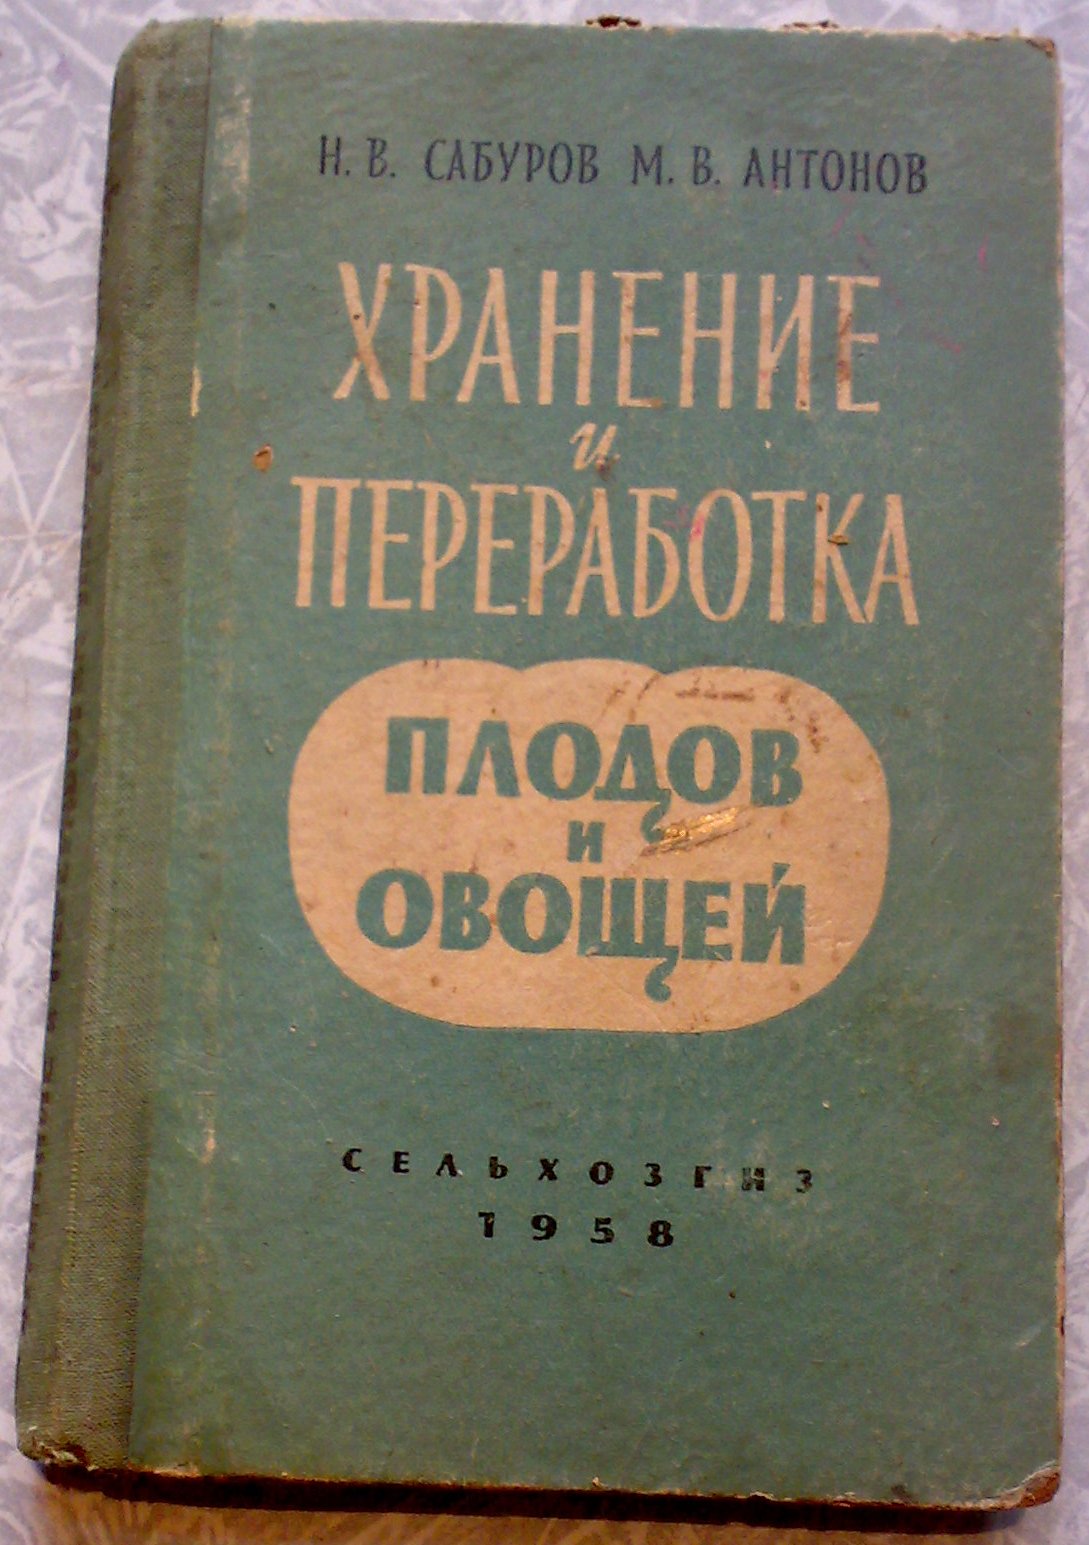 Н. В. САБУРОВ М. В. АНТОНОВ
ХРАНЕНИЕ
и
ПЕРЕРАБОТКА
ПЛОДОВ
И
ОВОЩЕЙ
СЕЛЬХОЗГИЗ
1958